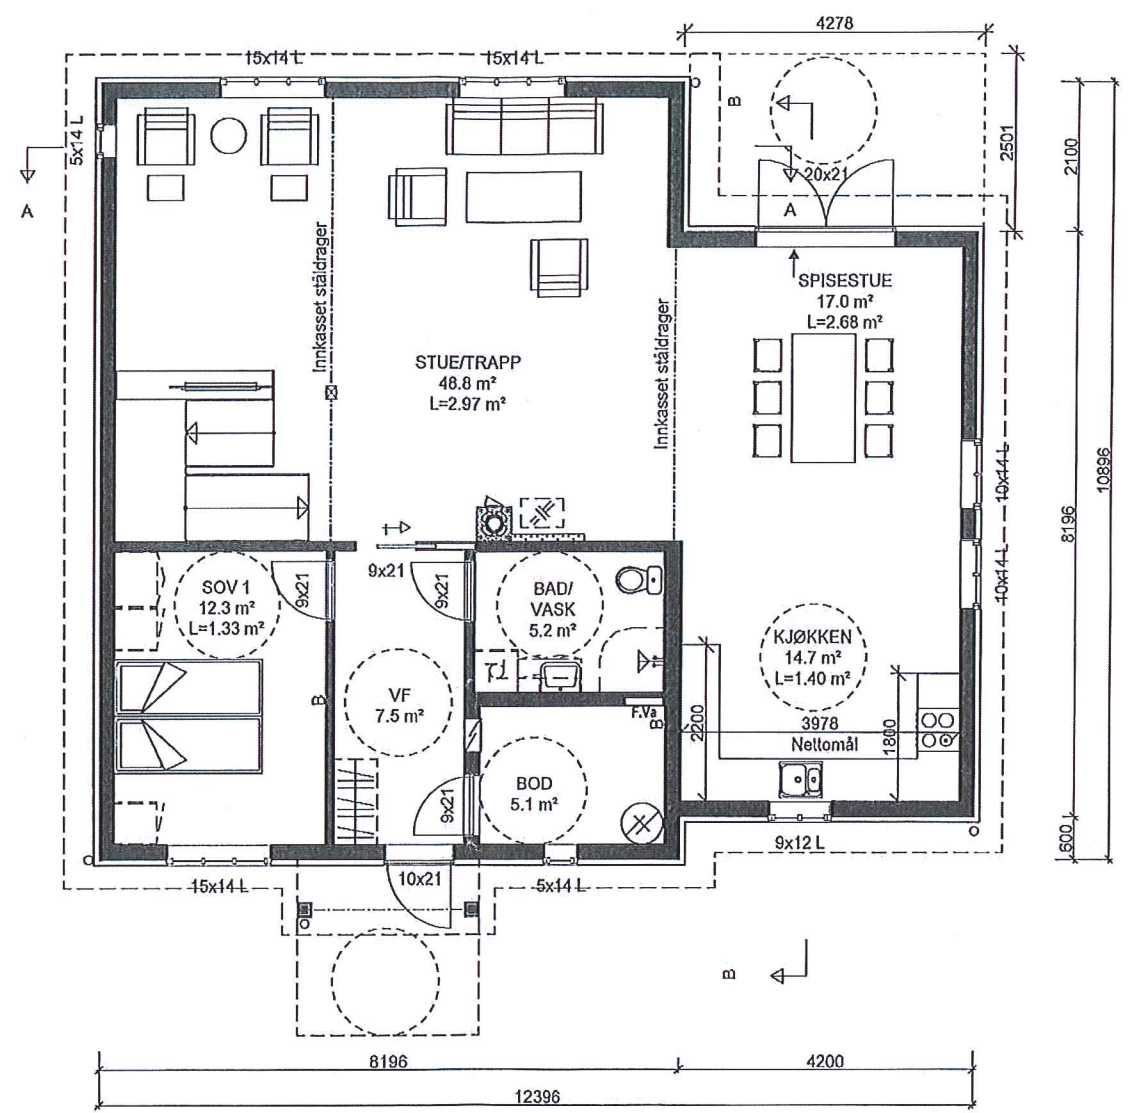 4278
15x14 L
15x14 L
B
5x14 L
2501
2100
20x21
A
A
Innkasset ståldrager
SPISESTUE
17.0 m²
L=2.68 m²
Innkasset ståldrager
STUE/TRAPP
48.8 m²
L=2.97 m²
10x14 L
10896
8196
9x21
10x14 L
SOV 1
12.3 m²
L=1.33 m²
9x21
9x21
BAD/
VASK
5.2 m²
KJØKKEN
14.7 m²
L=1.40 m²
VF
7.5 m²
B
F.Va
B
2200
3978
Nettomål
1800
BOD
5.1 m²
9x21
600
9x12 L
15x14 L
10x21
5x14 L
B
8196
4200
12396